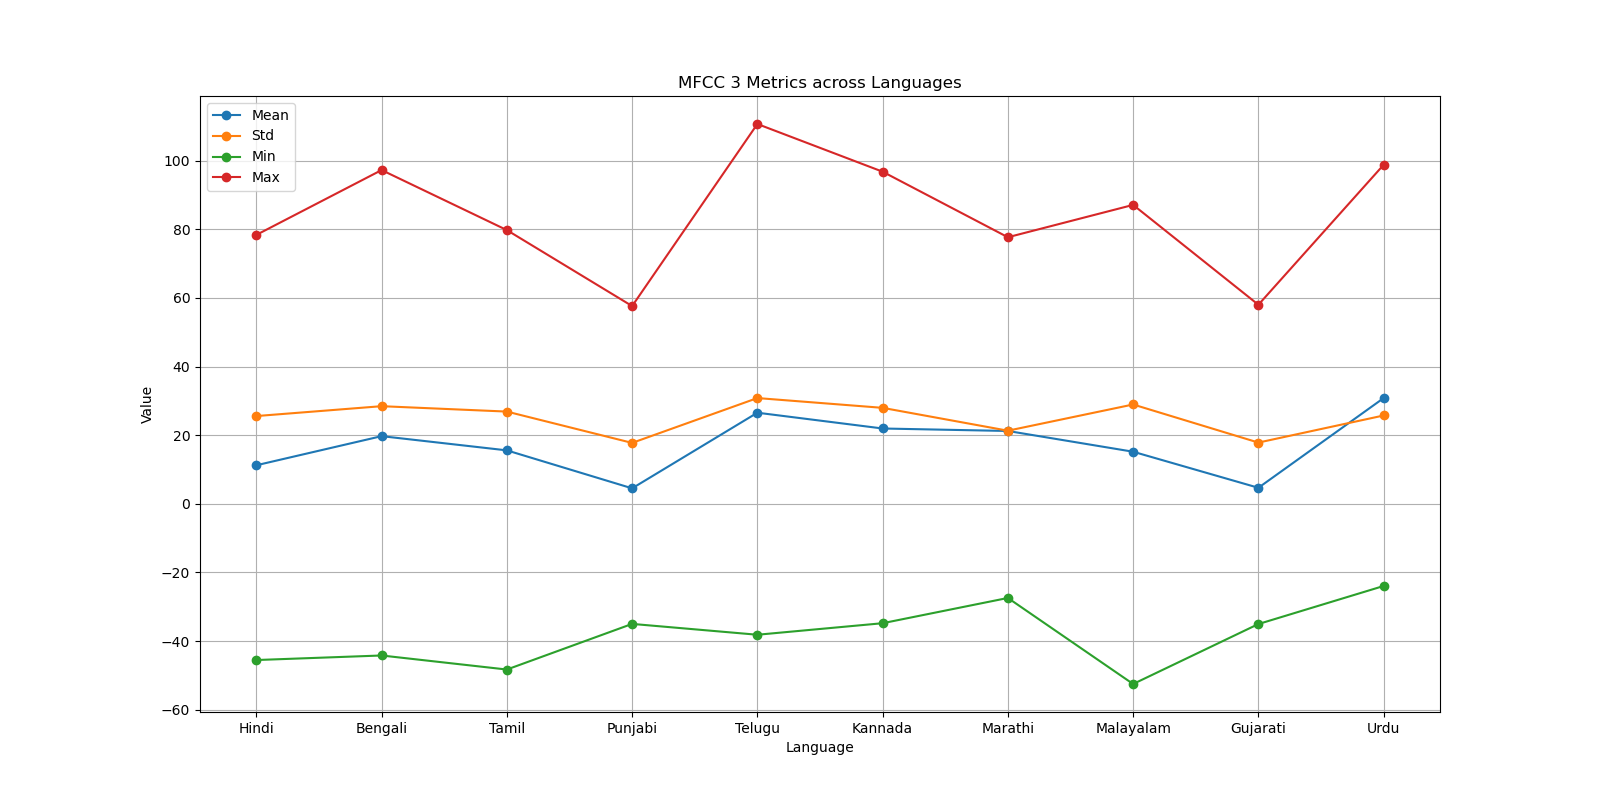 MFCC 3 Metrics across Languages
Mean
Std
Min
Max
100
80
60
40
20
0
−20
−40
−60
Value
Hindi Bengali Tamil Punjabi Telugu Kannada Marathi Malayalam Gujarati Urdu
Language